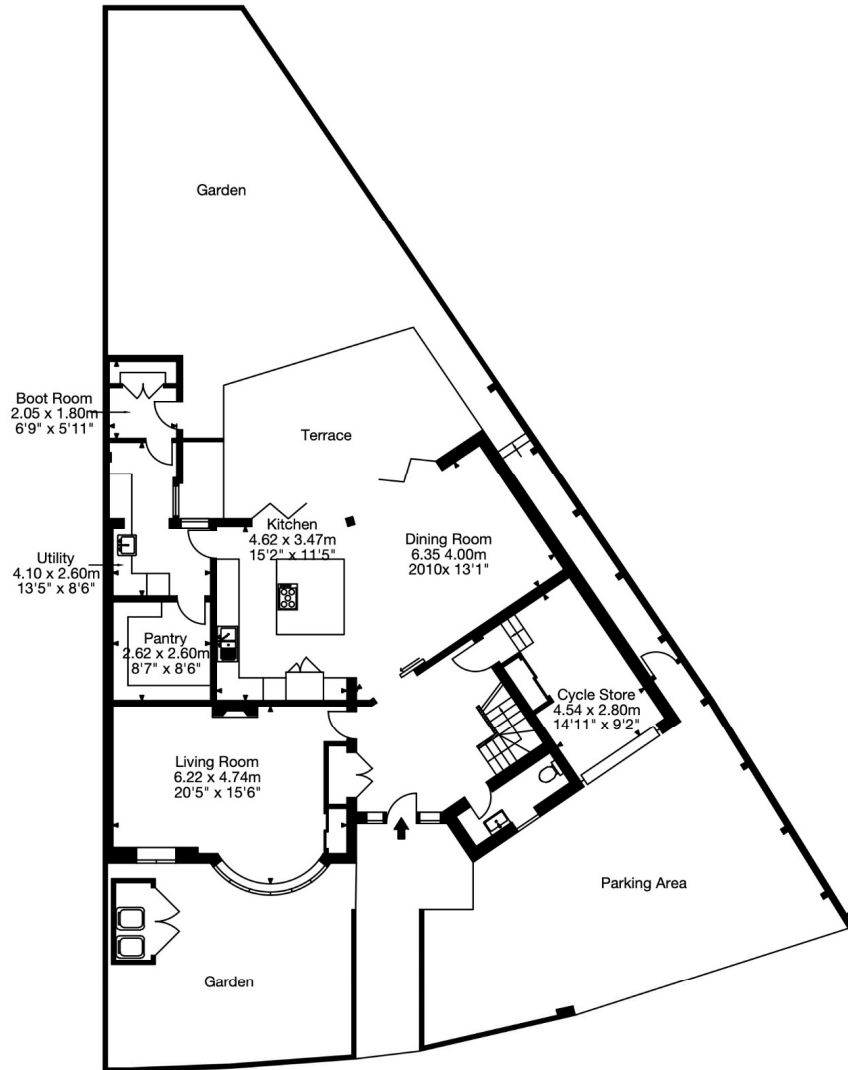 Garden
Boot Room
2.05 x 1.80m
6'9" x 5'11"
Terrace
Kitchen
4.62 x 3.47m
15'2" x 11'5"
Dining Room
6.35 4.00m
2010x 13'1"
Utility
4.10 x 2.60m
13'5" x 8'6"
Pantry
2.62 x 2.60m
8'7" x 8'6"
Cycle Store
4.54 x 2.80m
14'11" x 9'2"
Living Room
6.22 x 4.74m
20'5" x 15'6"
Parking Area
Garden